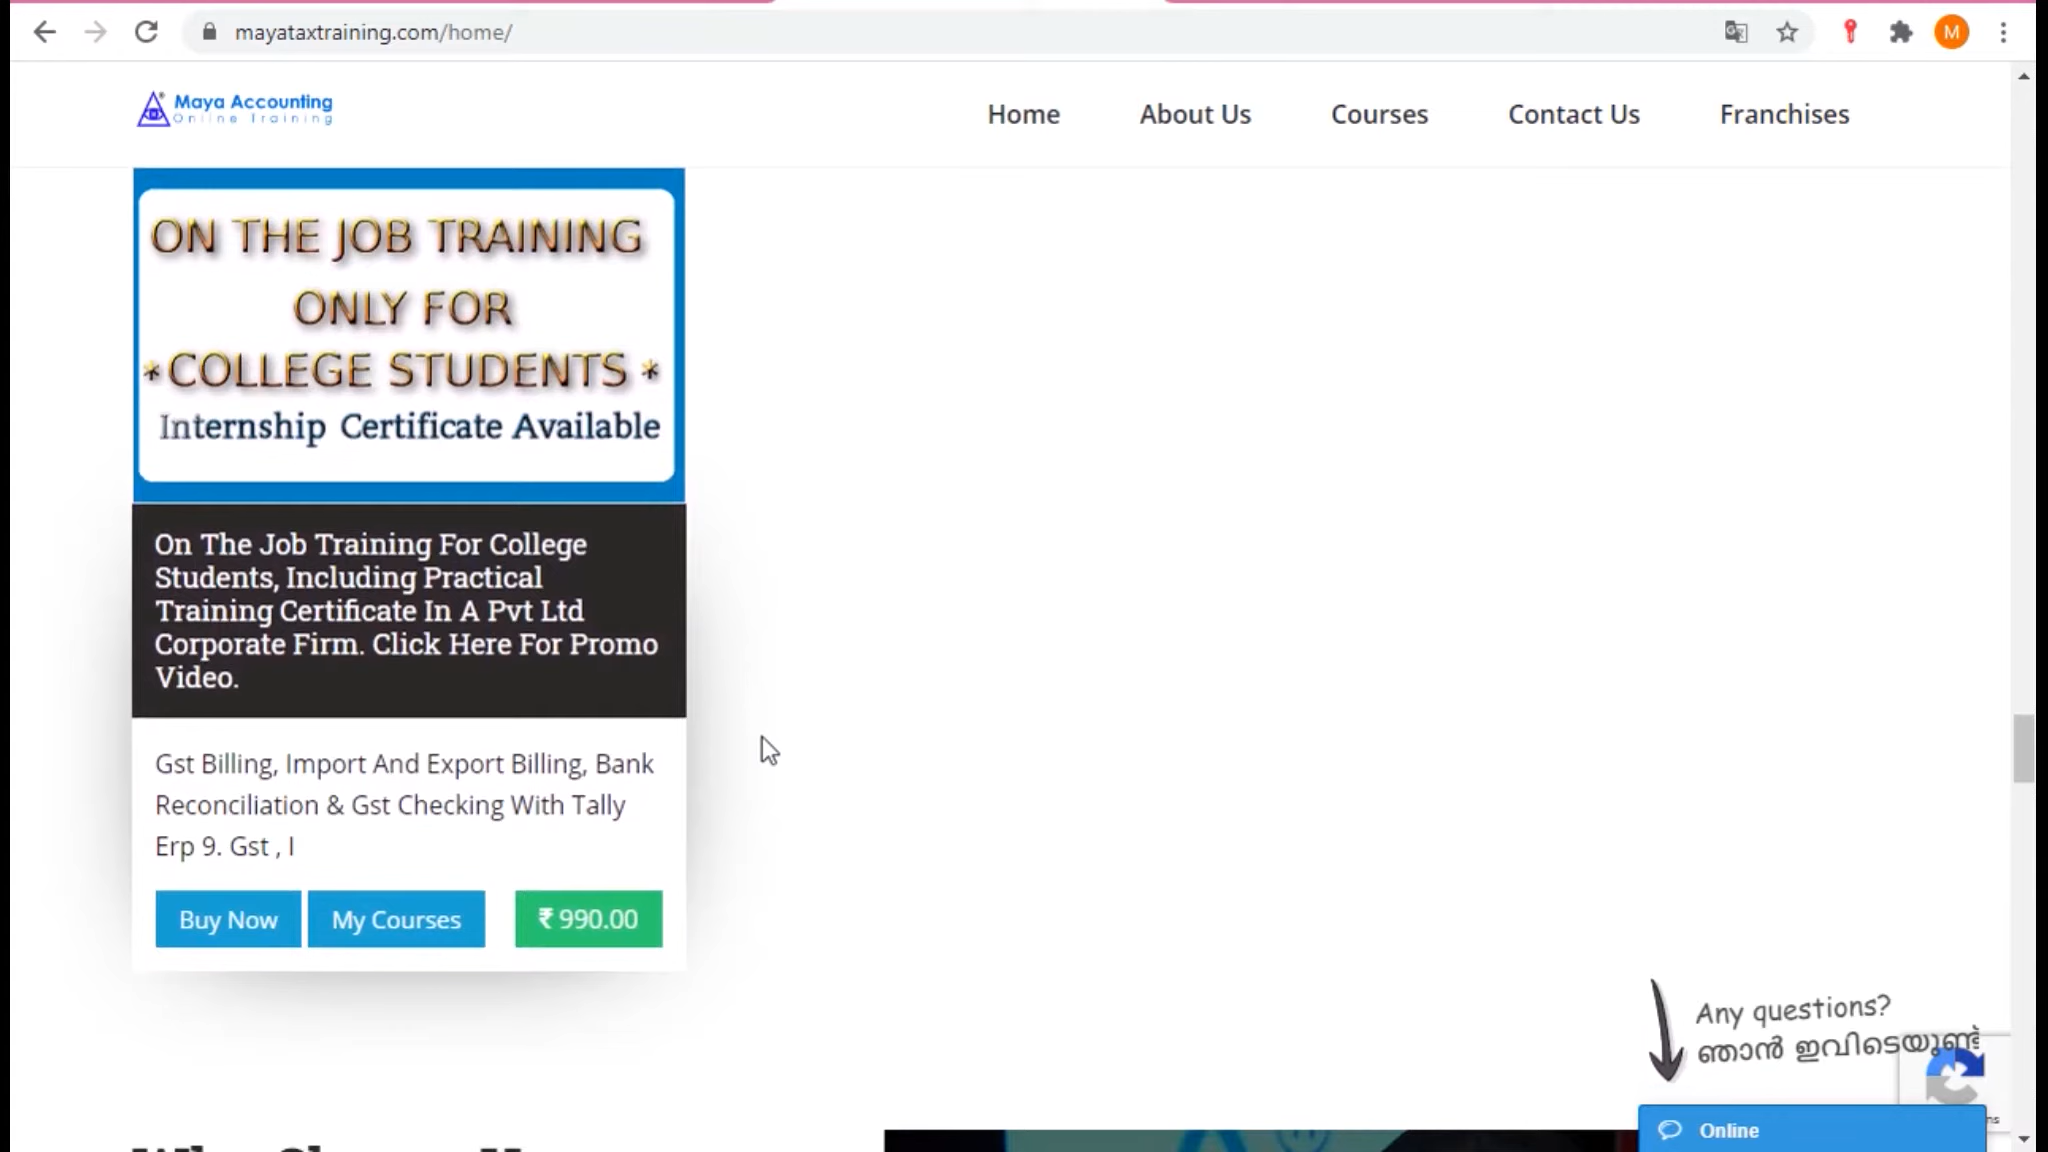 mayataxtraining.com/home/
M
Maya Accounting
Online Training
Home
About Us
Courses
Contact Us
Franchises
ON THE JOB TRAINING
ONLY FOR
*COLLEGE STUDENTS *
Internship Certificate Available
On The Job Training For College
Students, Including Practical
Training Certificate In A Pvt Ltd
Corporate Firm. Click Here For Promo
Video.
Gst Billing, Import And Export Billing, Bank
Reconciliation & Gst Checking With Tally
Erp 9. Gst , I
Buy Now
My Courses
₹ 990.00
Any questions?
ഞാൻ ഇവിടെയുണ്ട്
Online